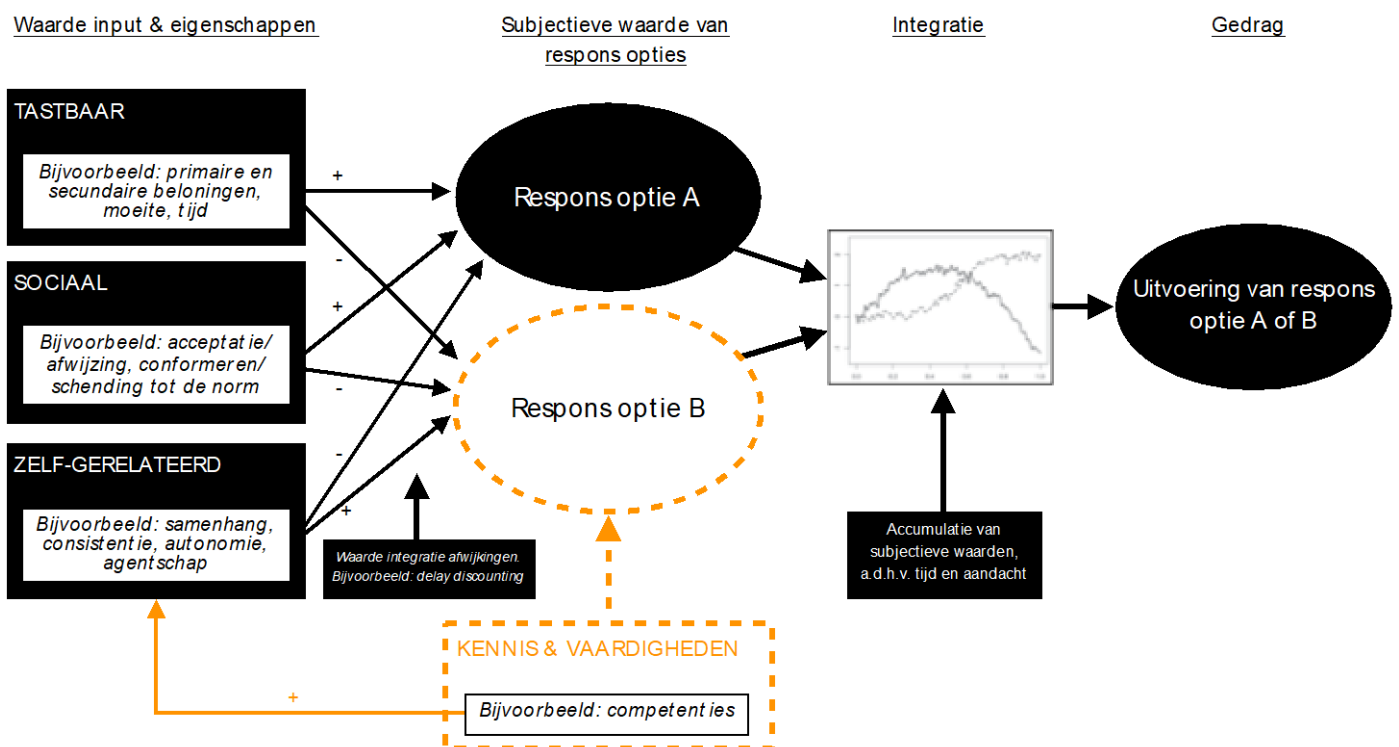 Waarde input & eigenschappen
Subjectieve waarde van
respons opties
Integratie
Gedrag
TASTBAAR
Bijvoorbeeld: primaire en
secundaire beloningen,
moeite, tijd
SOCIAAL
Bijvoorbeeld: acceptatie/
afwijzing, conformeren/
schending tot de norm
ZELF-GERELATEERD
Bijvoorbeeld: samenhang,
consistentie, autonomie,
agentschap
+
-
+
-
-
+
Respons optie A
Respons optie B
Waarde integratie afwijkingen.
Bijvoorbeeld: delay discounting
KENNIS & VAARDIGHEDEN
Bijvoorbeeld: competenties
+
Accumulatie van
subjectieve waarden,
a.d.h.v. tijd en aandacht
Uitvoering van respons
optie A of B